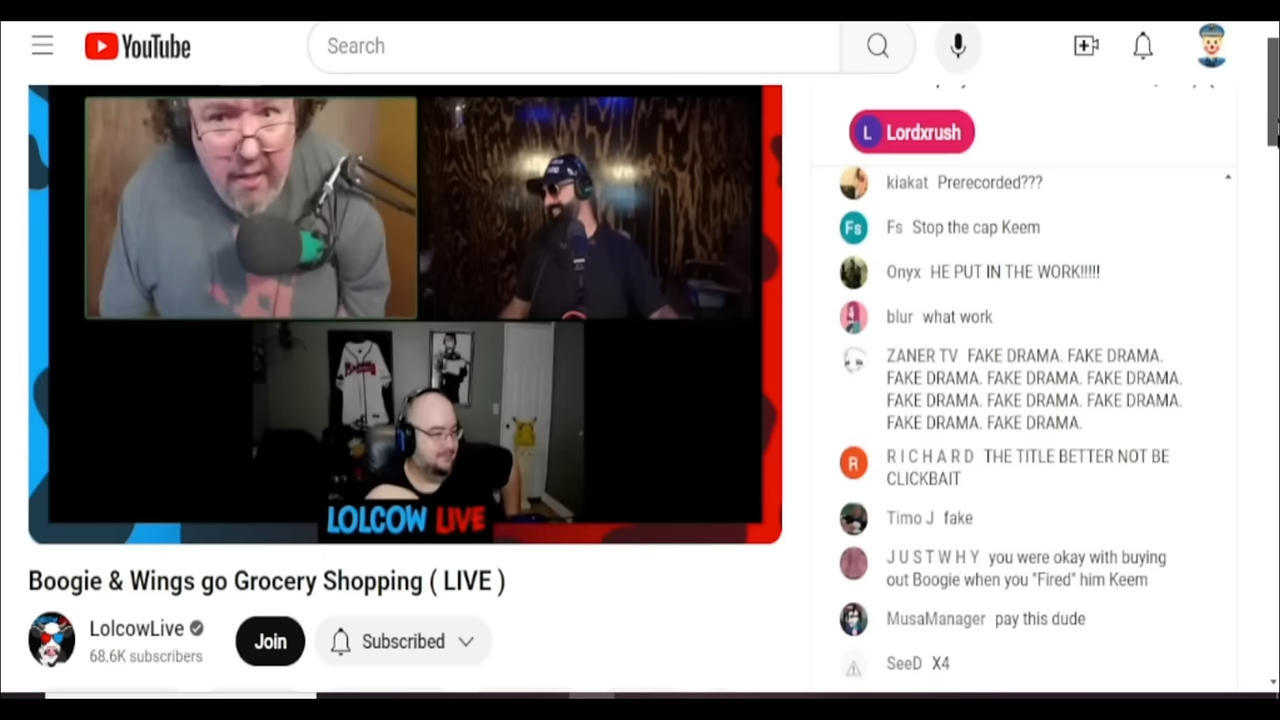 YouTube
Search
L Lordxrush
kiakat Prerecorded???
Fs Fs Stop the cap Keem
Onyx HE PUT IN THE WORK!!!!!
blur what work
ZANER TV FAKE DRAMA. FAKE DRAMA.
FAKE DRAMA. FAKE DRAMA. FAKE DRAMA.
FAKE DRAMA. FAKE DRAMA. FAKE DRAMA.
FAKE DRAMA. FAKE DRAMA.
R R I C H A R D THE TITLE BETTER NOT BE
CLICKBAIT
Timo J fake
J U S T W H Y you were okay with buying
out Boogie when you "Fired" him Keem
MusaManager pay this dude
SeeD X4
LOLCOW LIVE
Boogie & Wings go Grocery Shopping ( LIVE )
LolcowLive
68.6K subscribers
Join
Subscribed